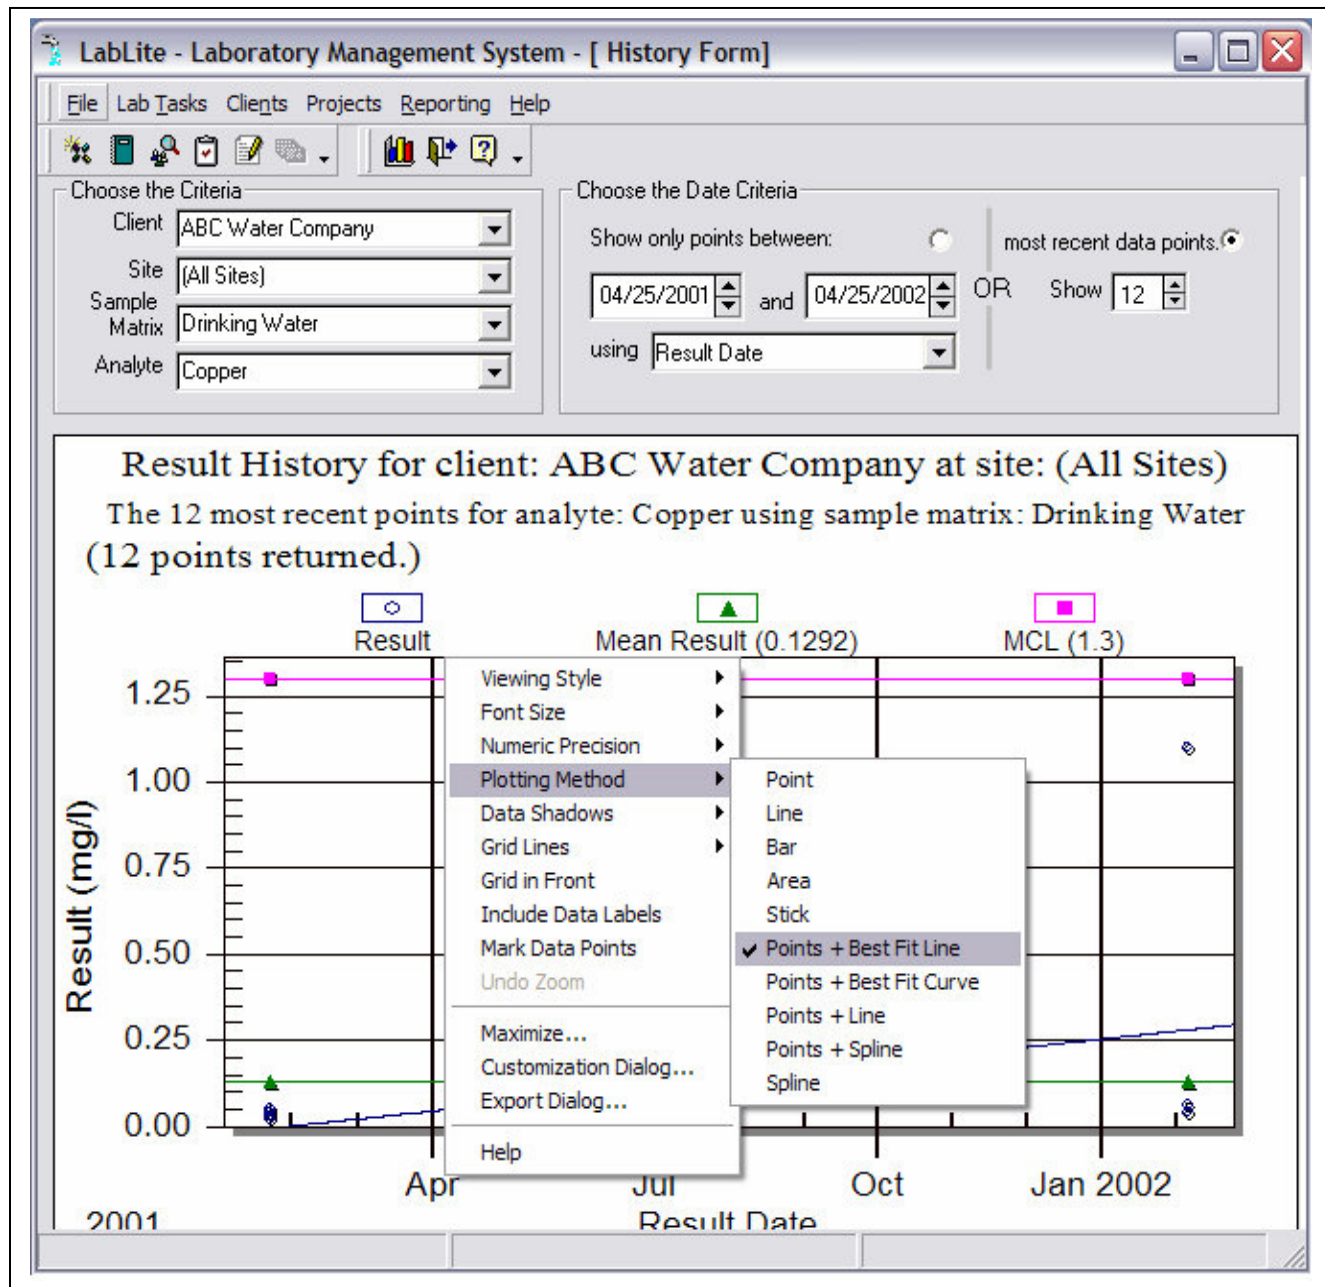 LabLite - Laboratory Management System - [ History Form]
File Lab Tasks Clients Projects Reporting Help
Choose the Criteria
Client ABC Water Company
Site (All Sites)
Sample Matrix Drinking Water
Analyte Copper
Choose the Date Criteria
Show only points between:
04/25/2001 and 04/25/2002
using Result Date
OR
most recent data points.
Show 12
Result History for client: ABC Water Company at site: (All Sites)
The 12 most recent points for analyte: Copper using sample matrix: Drinking Water
(12 points returned.)
Result Mean Result (0.1292) MCL (1.3)
Result (mg/l)
1.25
1.00
0.75
0.50
0.25
0.00
Viewing Style
Font Size
Numeric Precision
Plotting Method
Data Shadows
Grid Lines
Grid in Front
Include Data Labels
Mark Data Points
Undo Zoom
Maximize...
Customization Dialog...
Export Dialog...
Help
Point
Line
Bar
Area
Stick
Points + Best Fit Line
Points + Best Fit Curve
Points + Line
Points + Spline
Spline
Apr Jul Oct Jan 2002
2001 Result Date